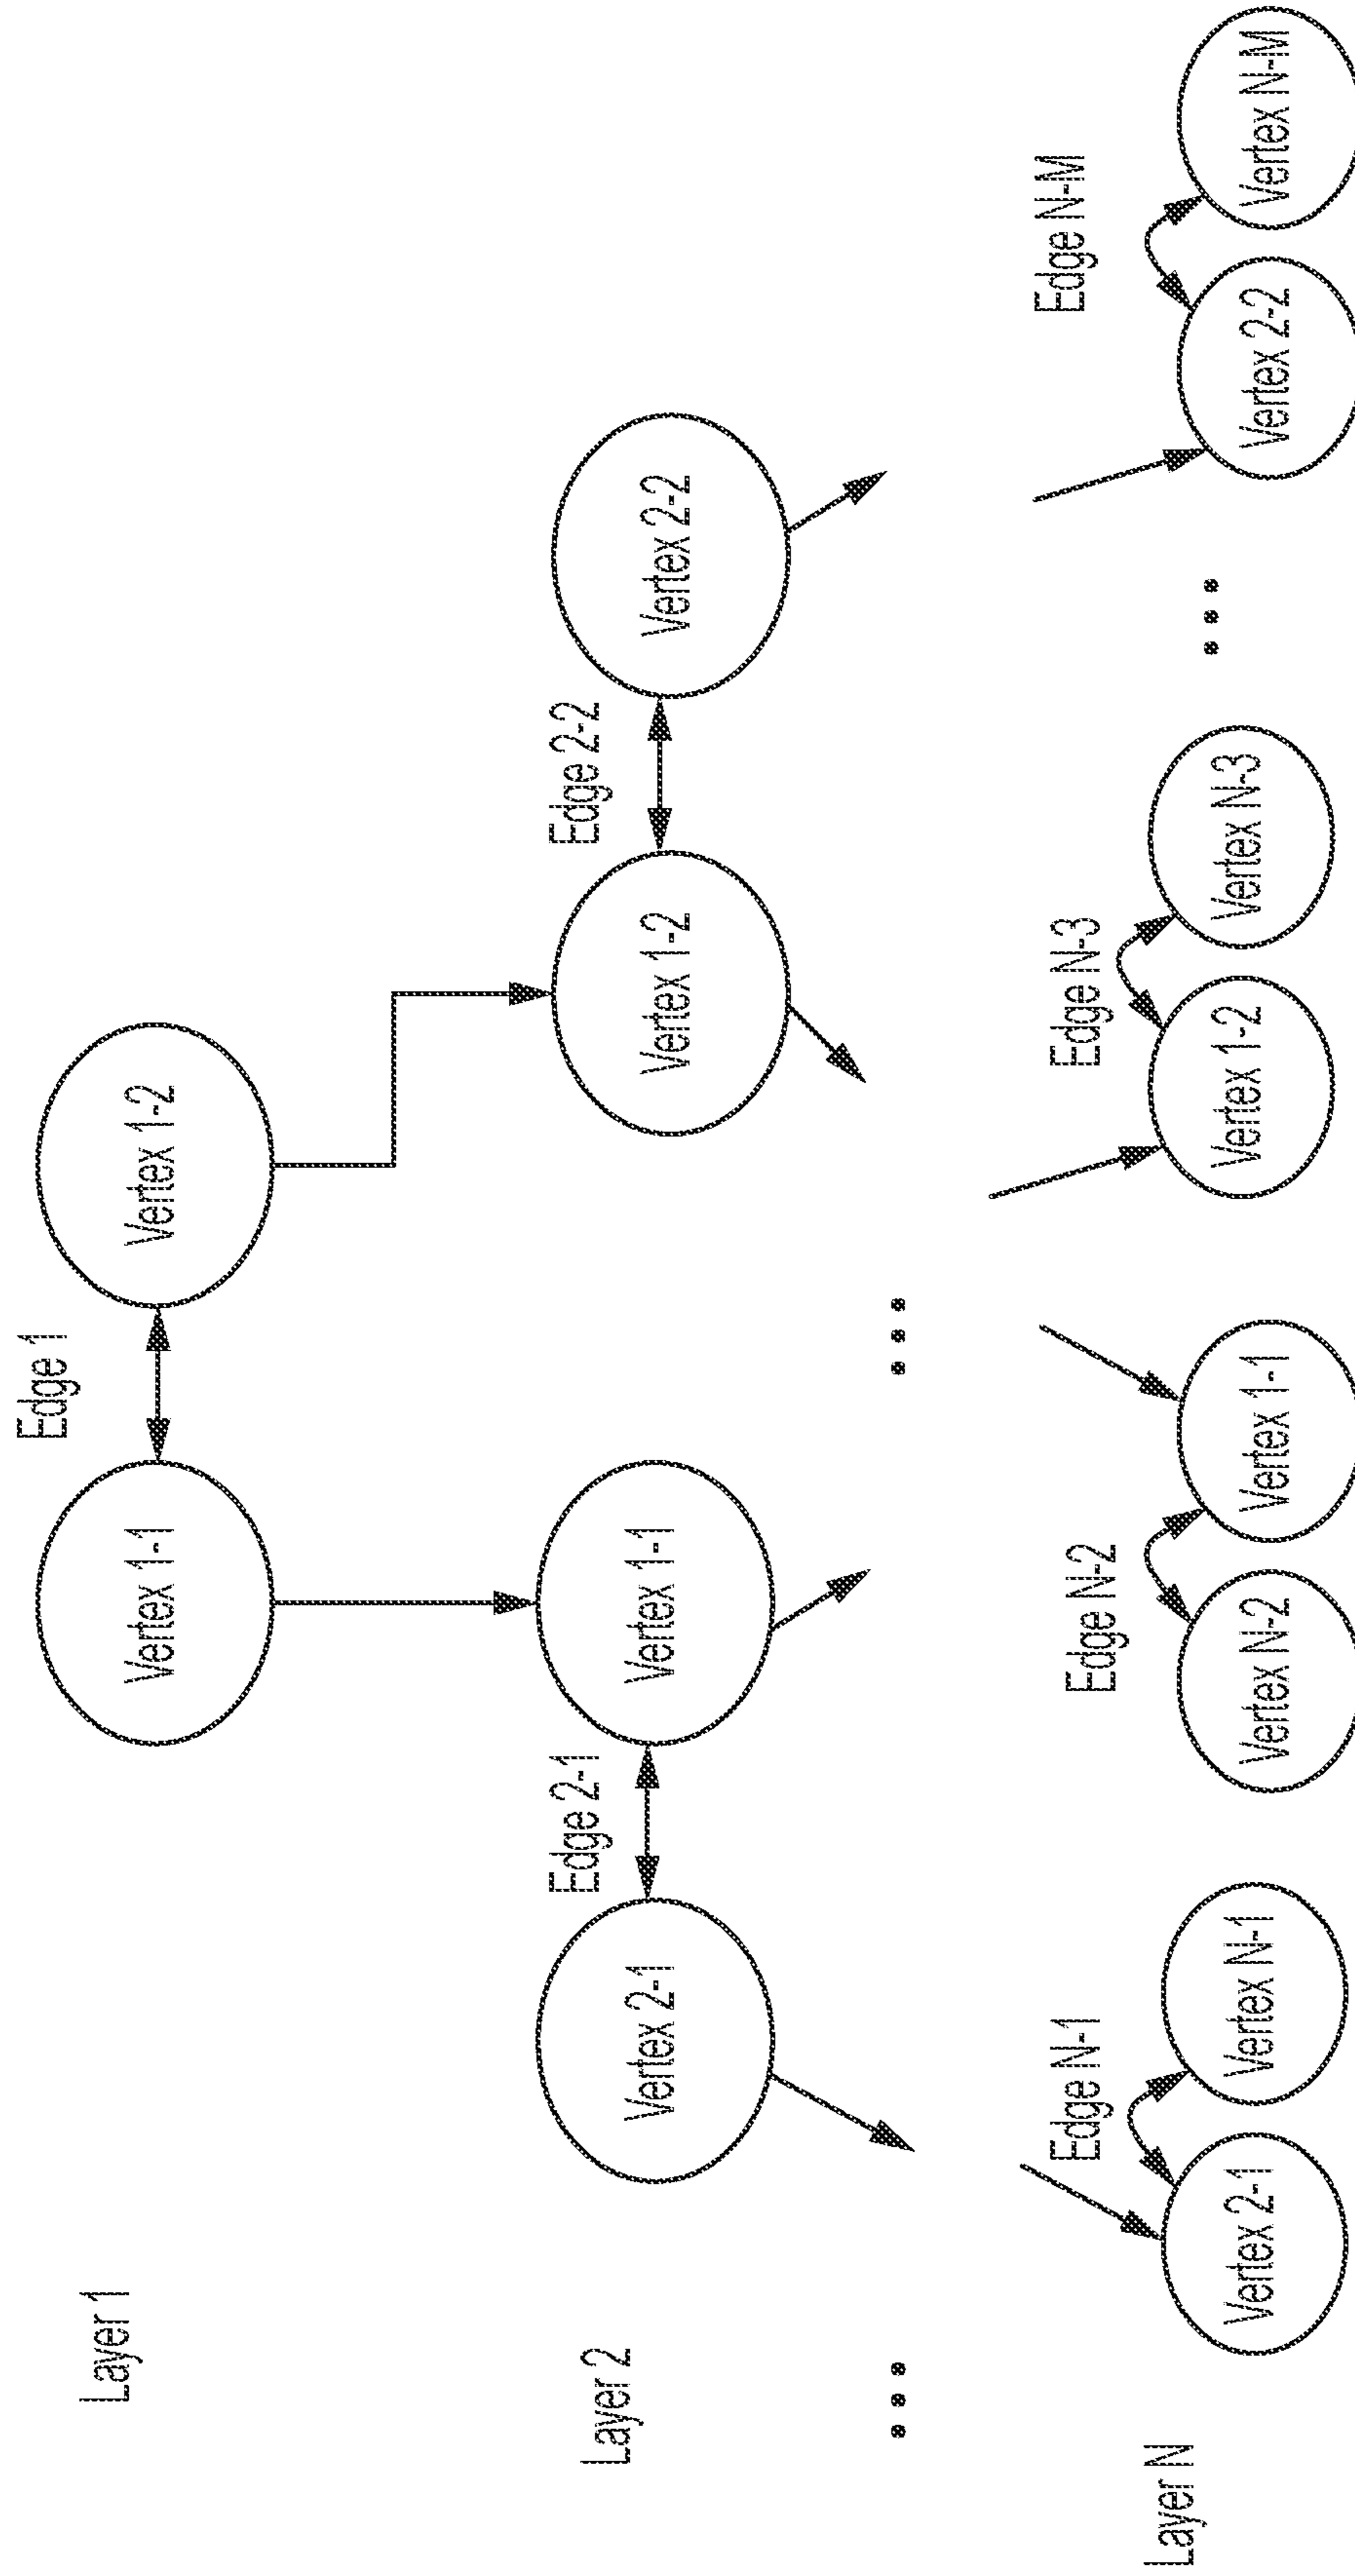 Layer 1
Edge 1
Vertex 1-1
Vertex 1-2
Layer 2
Edge 2-1
Edge 2-2
Vertex 2-1
Vertex 1-1
Vertex 1-2
Vertex 2-2
Layer N
Edge N-1
Edge N-2
Edge N-3
Edge N-M
Vertex 2-1
Vertex N-1
Vertex N-2
Vertex 1-1
Vertex 1-2
Vertex N-3
Vertex 2-2
Vertex N-M